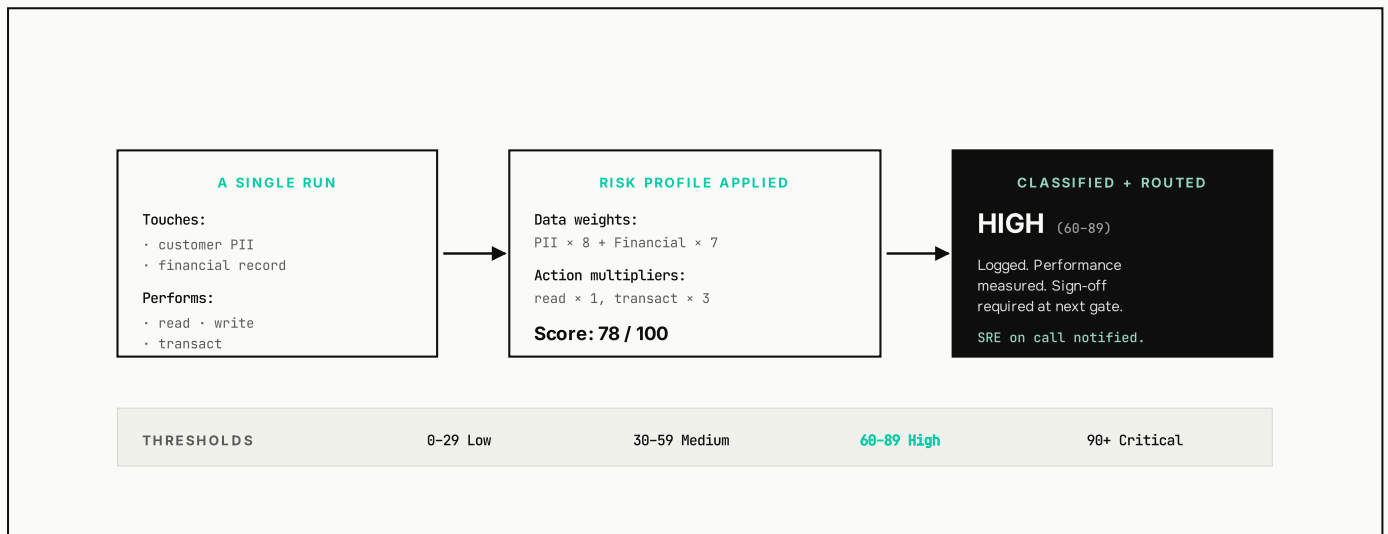 A SINGLE RUN
Touches:
· customer PII
· financial record
Performs:
· read · write
· transact
RISK PROFILE APPLIED
Data weights:
PII × 8 + Financial × 7
Action multipliers:
read × 1, transact × 3
Score: 78 / 100
CLASSIFIED + ROUTED
HIGH (60–89)
Logged. Performance
measured. Sign-off
required at next gate.
SRE on call notified.
THRESHOLDS 0–29 Low 30–59 Medium 60–89 High 90+ Critical